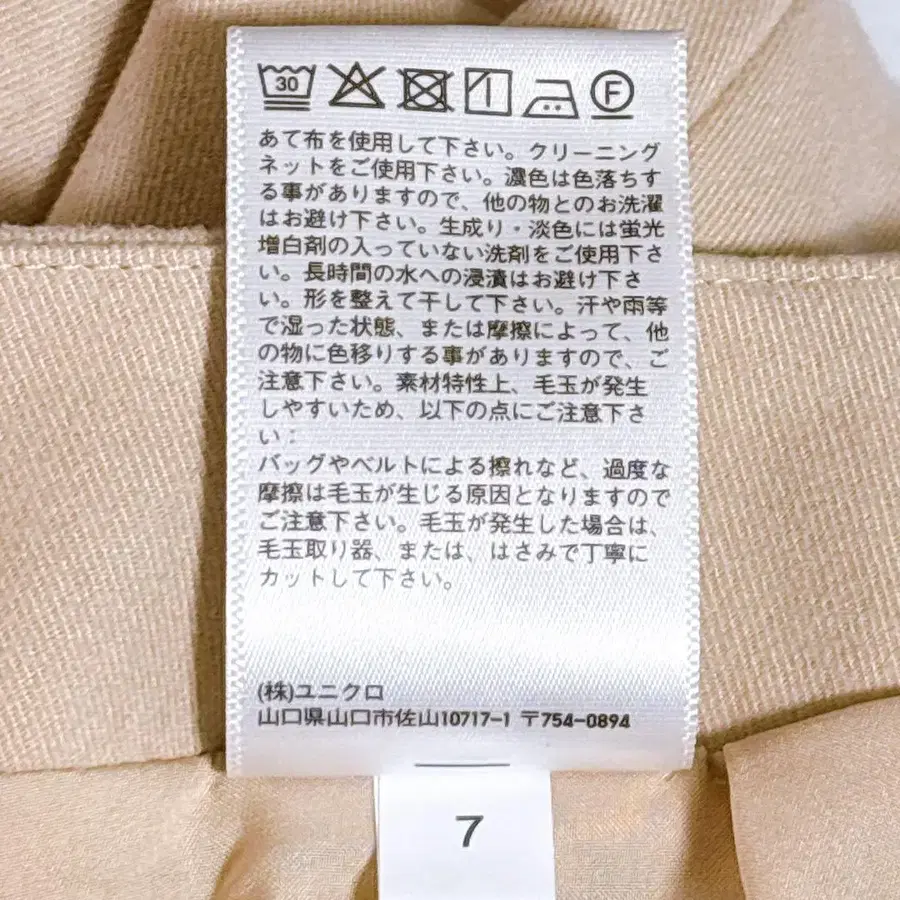 30 F
あて布を使用して下さい。クリーニング
ネットをご使用下さい。濃色は色落ちす
る事がありますので、他の物とのお洗濯
はお避け下さい。生成り・淡色には蛍光
増白剤の入っていない洗剤をご使用下さ
い。長時間の水への浸漬はお避け下さ
い。形を整えて干して下さい。汗や雨等
で湿った状態、または摩擦によって、他
の物に色移りする事がありますので、ご
注意下さい。素材特性上、毛玉が発生
しやすいため、以下の点にご注意下さ
い：
バッグやベルトによる擦れなど、過度な
摩擦は毛玉が生じる原因となりますので
ご注意下さい。毛玉が発生した場合は、
毛玉取り器、または、はさみで丁寧に
カットして下さい。
(株)ユニクロ
山口県山口市佐山10717-1 〒754-0894
7